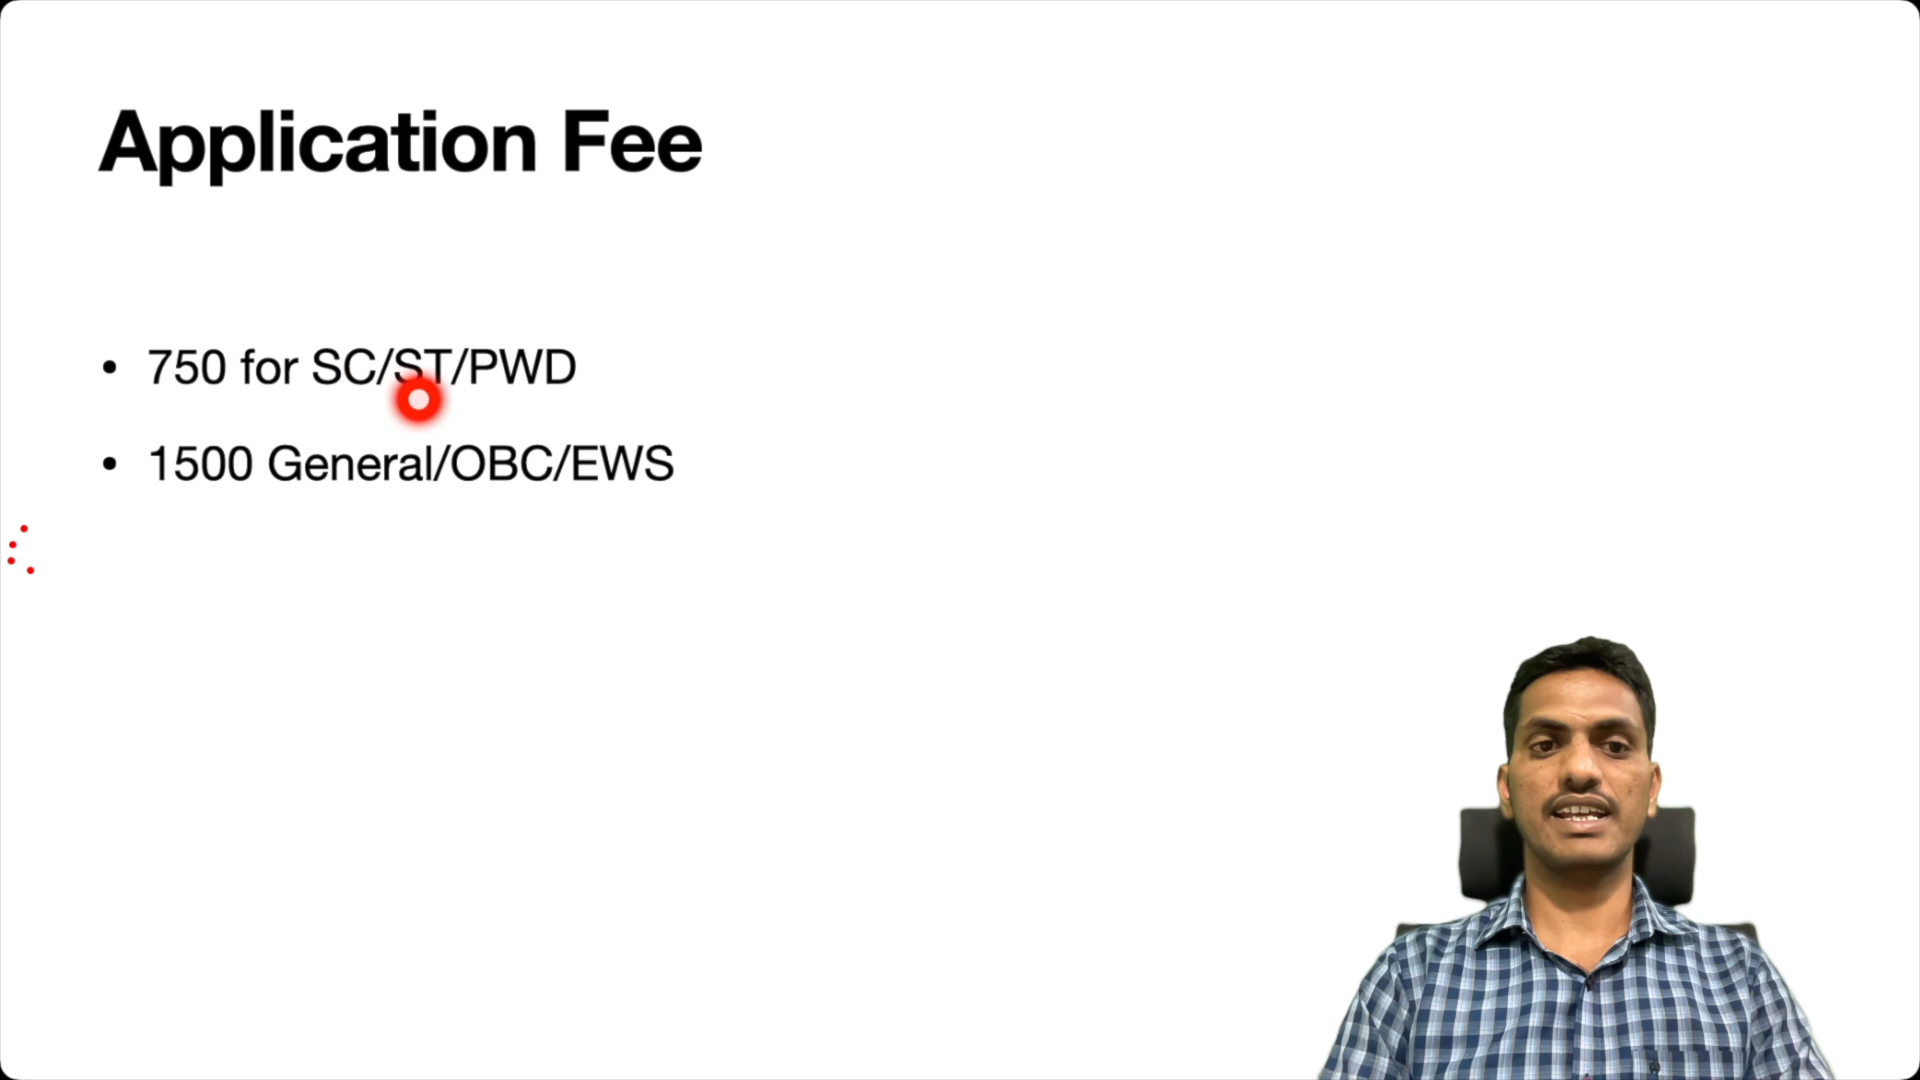 Application Fee
• 750 for SC/ST/PWD
• 1500 General/OBC/EWS